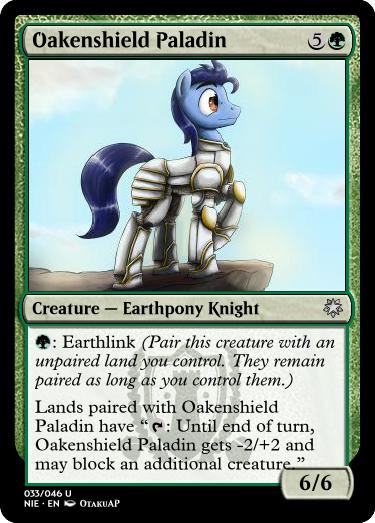 Oakenshield Paladin 5
Creature — Earthpony Knight
: Earthlink (Pair this creature with an
unpaired land you control. They remain
paired as long as you control them.)
Lands paired with Oakenshield
Paladin have “: Until end of turn,
Oakenshield Paladin gets -2/+2 and
may block an additional creature.”
6/6
033/046 U
NIE • EN OtakuAP